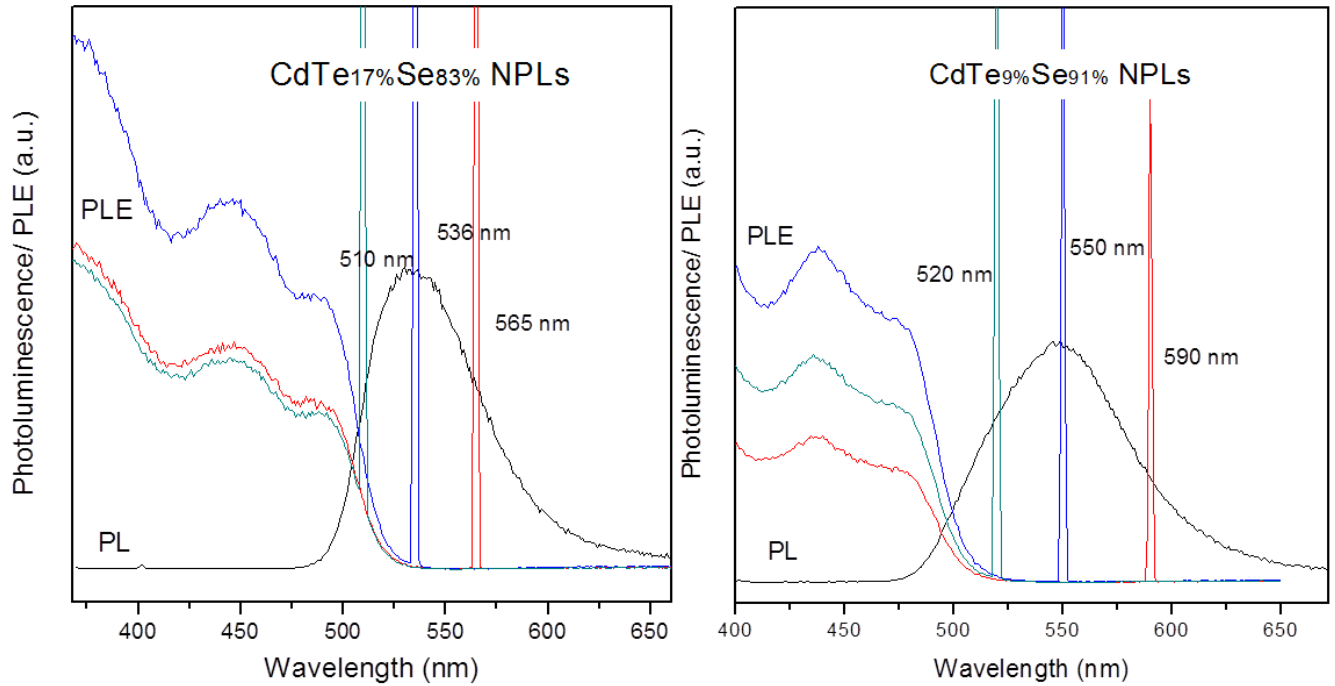 Photoluminescence/ PLE (a.u.)
CdTe17%Se83% NPLs
PLE
510 nm
536 nm
565 nm
PL
400
450
500
550
600
650
Wavelength (nm)
Photoluminescence/ PLE (a.u.)
CdTe9%Se91% NPLs
PLE
520 nm
550 nm
590 nm
PL
400
450
500
550
600
650
Wavelength (nm)